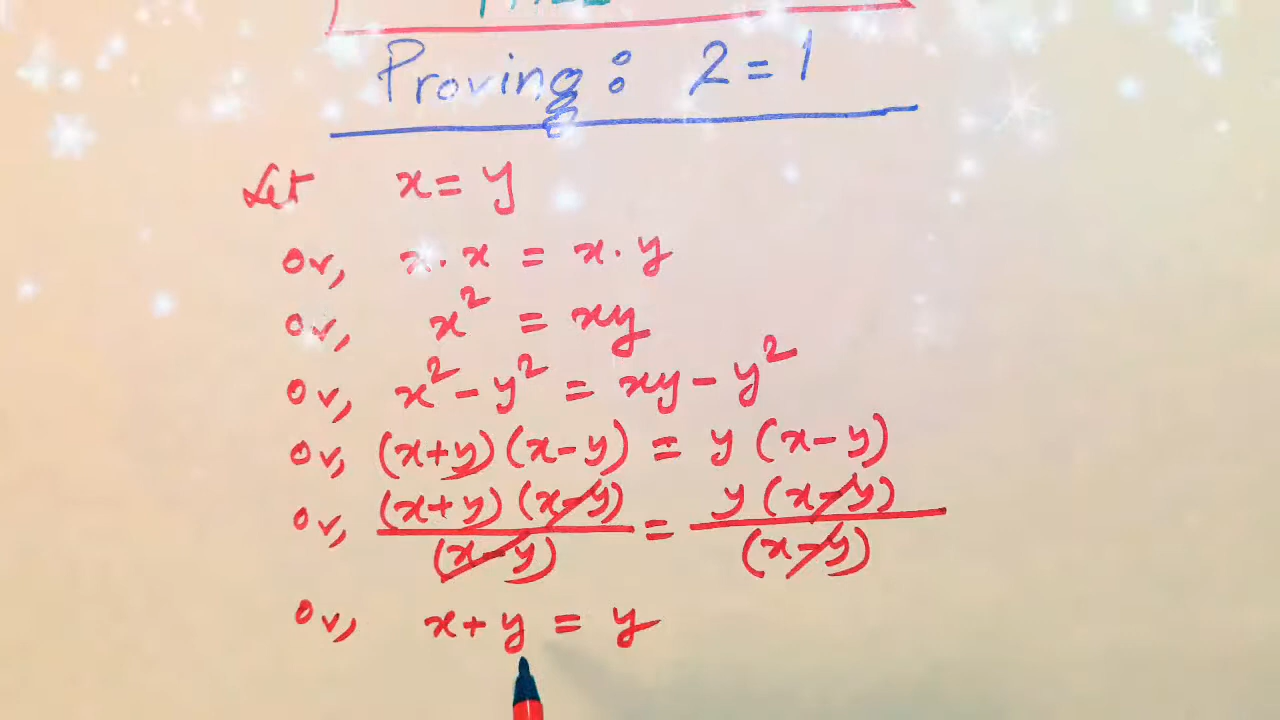 Proving: 2=1
Let x=y
Or, x.x = x.y
Or, x² = xy
Or, x²-y² = xy-y²
Or, (x+y)(x-y) = y(x-y)
Or, (x+y)(x-y)/(x-y) = y(x-y)/(x-y)
Or, x+y = y